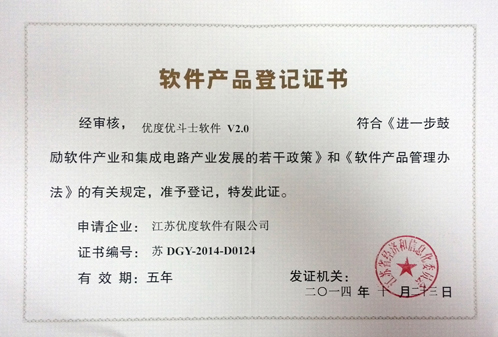 软件产品登记证书
经审核， 优度优斗士软件 V2.0 符合《进一步鼓
励软件产业和集成电路产业发展的若干政策》和《软件产品管理办
法》的有关规定，准予登记，特发此证。
申请企业： 江苏优度软件有限公司
证书编号： 苏 DGY-2014-D0124
有 效 期： 五年
发证机关：
江苏省经济和信息化委员会
二〇一四 年 十 月 二十三 日